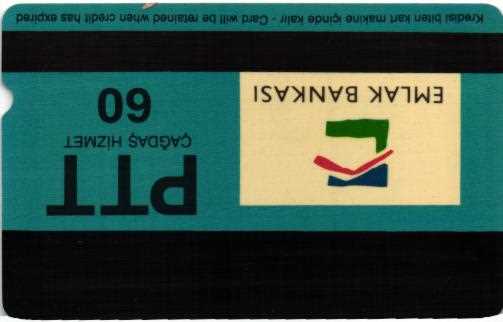 PTT
ÇAĞDAŞ HİZMET
60
EMLAK BANKASI
Kredisi biten kart makine içinde kalır - Card will be retained when credit has expired